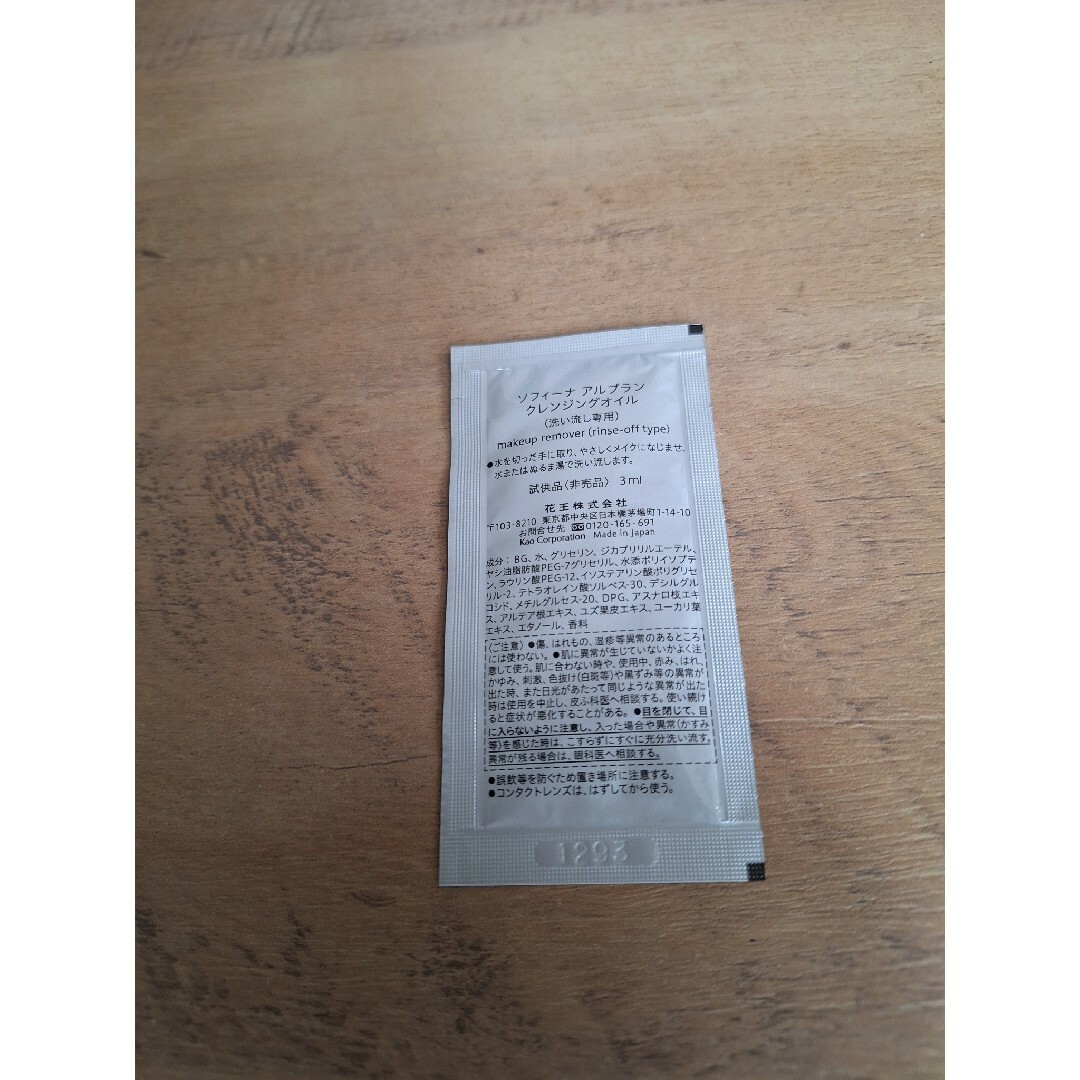 ソフィーナ アルブラン
クレンジングオイル
(洗い流し専用)
makeup remover (rinse-off type)
●水を切った手に取り、やさしくメイクになじませ、
水またはぬるま湯で洗い流します。
試供品〈非売品〉 3ml
花王株式会社
〒103-8210 東京都中央区日本橋茅場町1-14-10
お問合せ先 0120-165-691
Kao Corporation Made in Japan
成分：BG、水、グリセリン、ジカプリリルエーテル、
ヤシ油脂肪酸PEG-7グリセリル、水添ポリイソブテ
ン、ラウリン酸PEG-12、イソステアリン酸ポリグリセ
リル-2、テトラオレイン酸ソルベス-30、デシルグル
コシド、メチルグルセス-20、DPG、アスナロ枝エキ
ス、アルテア根エキス、ユズ果皮エキス、ユーカリ葉
エキス、エタノール、香料
〈ご注意〉●傷、はれもの、湿疹等異常のあるところ
には使わない。●肌に異常が生じていないかよく注
意して使う。肌に合わない時や、使用中、赤み、はれ、
かゆみ、刺激、色抜け(白斑等)や黒ずみ等の異常が
出た時、また日光があたって同じような異常が出た
時は使用を中止し、皮ふ科医へ相談する。使い続け
ると症状が悪化することがある。●目を閉じて、目
に入らないように注意し、入った場合や異常(かすみ
等)を感じた時は、こすらずにすぐに充分洗い流す。
異常が残る場合は、眼科医へ相談する。
●誤飲等を防ぐため置き場所に注意する。
●コンタクトレンズは、はずしてから使う。
1293